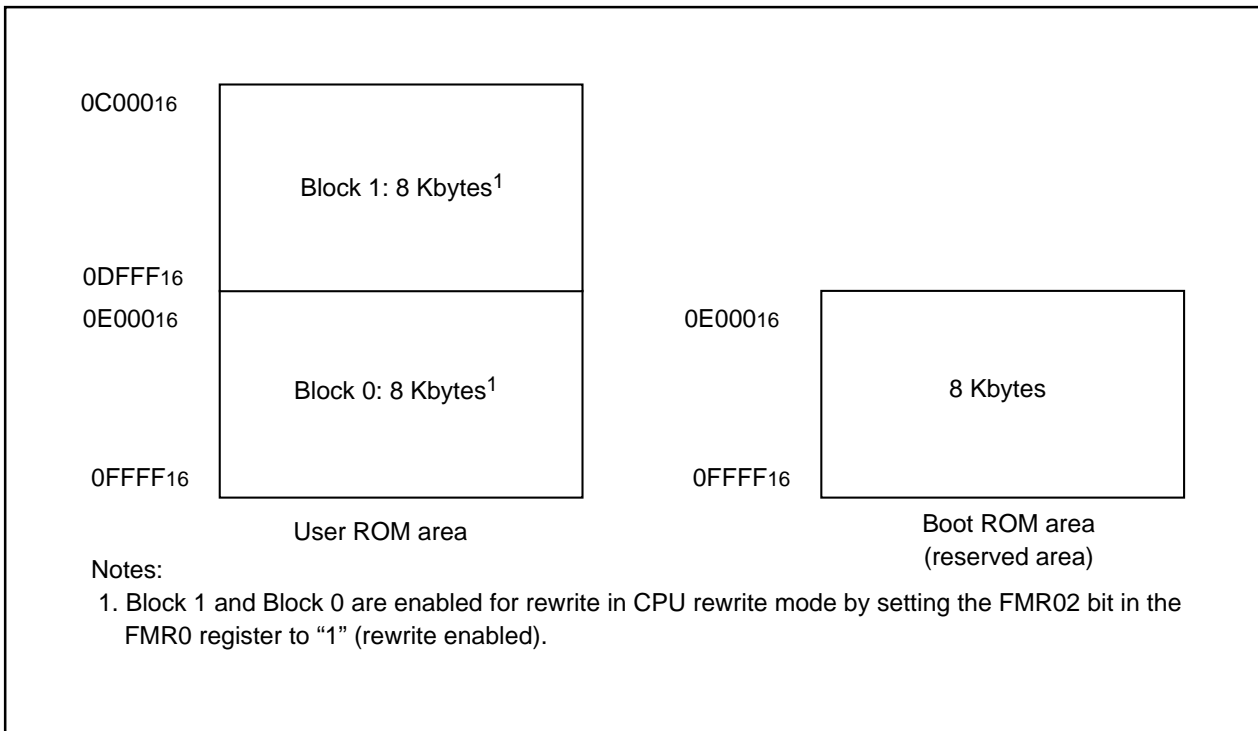 0C00016
Block 1: 8 Kbytes1
0DFFF16
0E00016
Block 0: 8 Kbytes1
0FFFF16
User ROM area
0E00016
8 Kbytes
0FFFF16
Boot ROM area
(reserved area)
Notes:
1. Block 1 and Block 0 are enabled for rewrite in CPU rewrite mode by setting the FMR02 bit in the
FMR0 register to “1” (rewrite enabled).